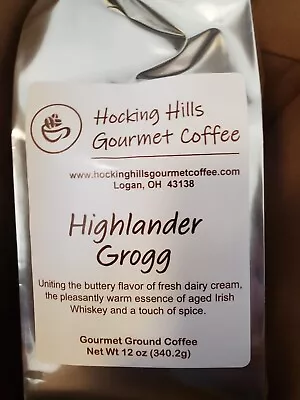 Hocking Hills
Gourmet Coffee
www.hockinghillsgourmetcoffee.com
Logan, OH 43138
Highlander
Grogg
Uniting the buttery flavor of fresh dairy cream,
the pleasantly warm essence of aged Irish
Whiskey and a touch of spice.
Gourmet Ground Coffee
Net Wt 12 oz (340.2g)